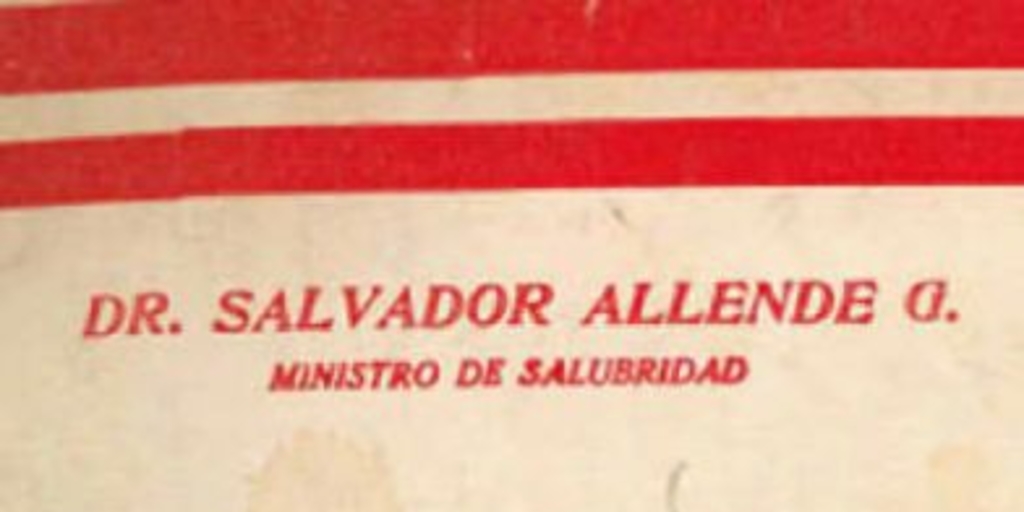 DR. SALVADOR ALLENDE G.
MINISTRO DE SALUBRIDAD